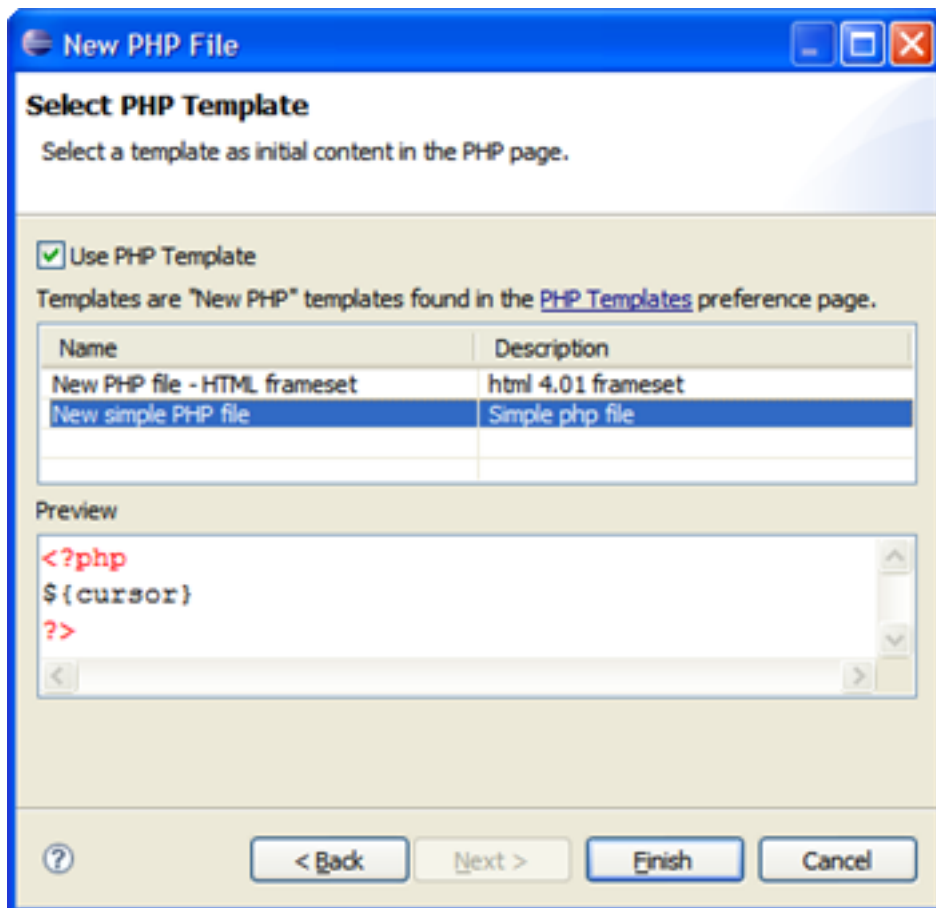 New PHP File
Select PHP Template
Select a template as initial content in the PHP page.
Use PHP Template
Templates are "New PHP" templates found in the PHP Templates preference page.
Name Description
New PHP file - HTML frameset html 4.01 frameset
New simple PHP file Simple php file
Preview
<?php
${cursor}
?>
? < Back Next > Finish Cancel